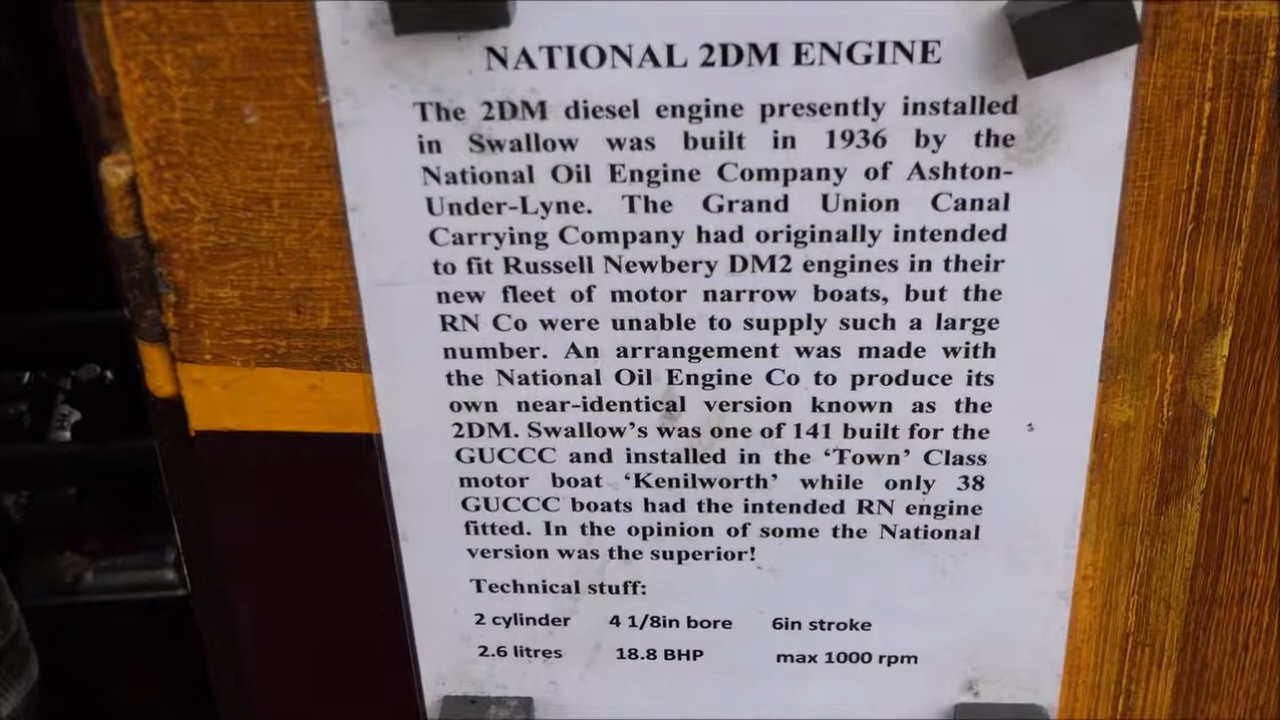 NATIONAL 2DM ENGINE
The 2DM diesel engine presently installed
in Swallow was built in 1936 by the
National Oil Engine Company of Ashton-
Under-Lyne. The Grand Union Canal
Carrying Company had originally intended
to fit Russell Newbery DM2 engines in their
new fleet of motor narrow boats, but the
RN Co were unable to supply such a large
number. An arrangement was made with
the National Oil Engine Co to produce its
own near-identical version known as the
2DM. Swallow's was one of 141 built for the
GUCCC and installed in the ‘Town’ Class
motor boat ‘Kenilworth’ while only 38
GUCCC boats had the intended RN engine
fitted. In the opinion of some the National
version was the superior!
Technical stuff:
2 cylinder 4 1/8in bore 6in stroke
2.6 litres 18.8 BHP max 1000 rpm